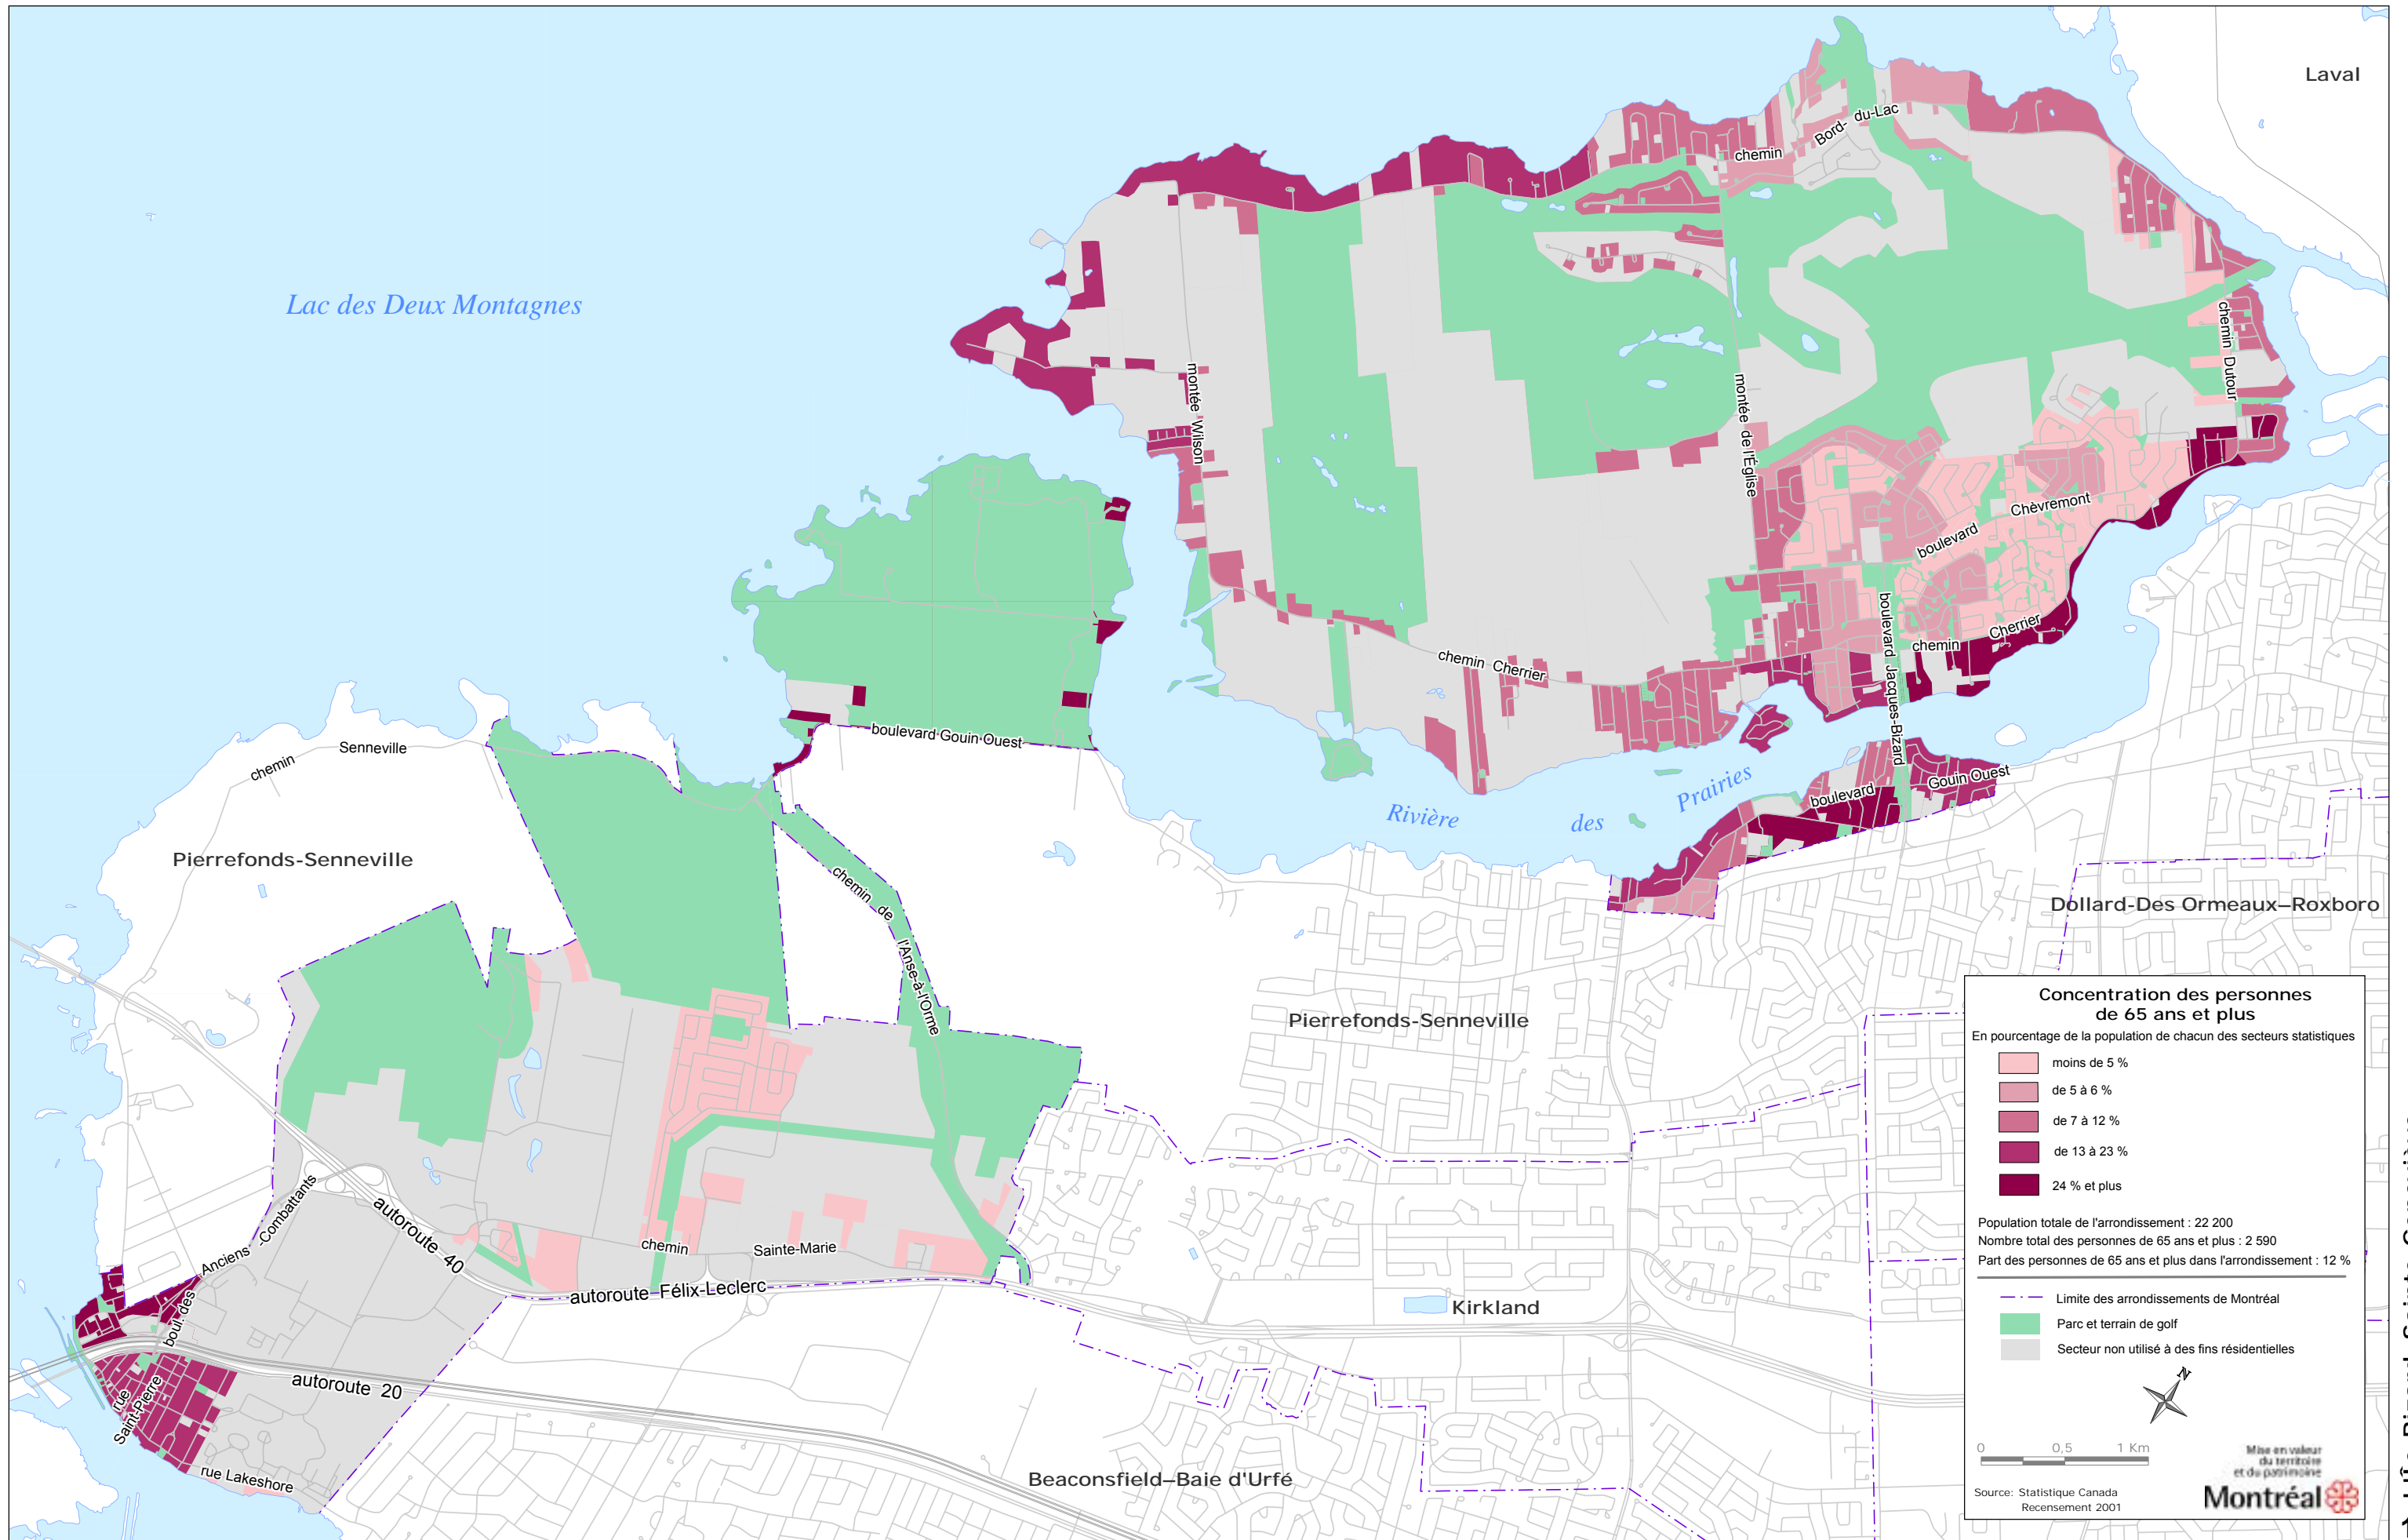 Laval
Bord- du-Lac
chemin
Lac des Deux Montagnes
chemin Dutour
montée Wilson
montée de l'Église
Chèvremont
boulevard
boulevard Jacques-Bizard
Cherrier
chemin
chemin Cherrier
boulevard Gouin Ouest
Senneville
chemin
Gouin Ouest
boulevard
Prairies
Rivière
des
Pierrefonds-Senneville
chemin de
l'Anse-à-l'Orme
Dollard-Des Ormeaux–Roxboro
Pierrefonds-Senneville
Anciens -Combattants
boul. des
autoroute 40
chemin
Sainte-Marie
autoroute Félix-Leclerc
Kirkland
autoroute 20
rue
Saint-Pierre
rue Lakeshore
Beaconsfield–Baie d'Urfé
Concentration des personnes
de 65 ans et plus
En pourcentage de la population de chacun des secteurs statistiques
moins de 5 %
de 5 à 6 %
de 7 à 12 %
de 13 à 23 %
24 % et plus
Population totale de l'arrondissement : 22 200
Nombre total des personnes de 65 ans et plus : 2 590
Part des personnes de 65 ans et plus dans l'arrondissement : 12 %
Limite des arrondissements de Montréal
Parc et terrain de golf
Secteur non utilisé à des fins résidentielles
N
0 0,5 1 Km
Mise en valeur
du territoire
et du patrimoine
Source: Statistique Canada
Recensement 2001
Montréal